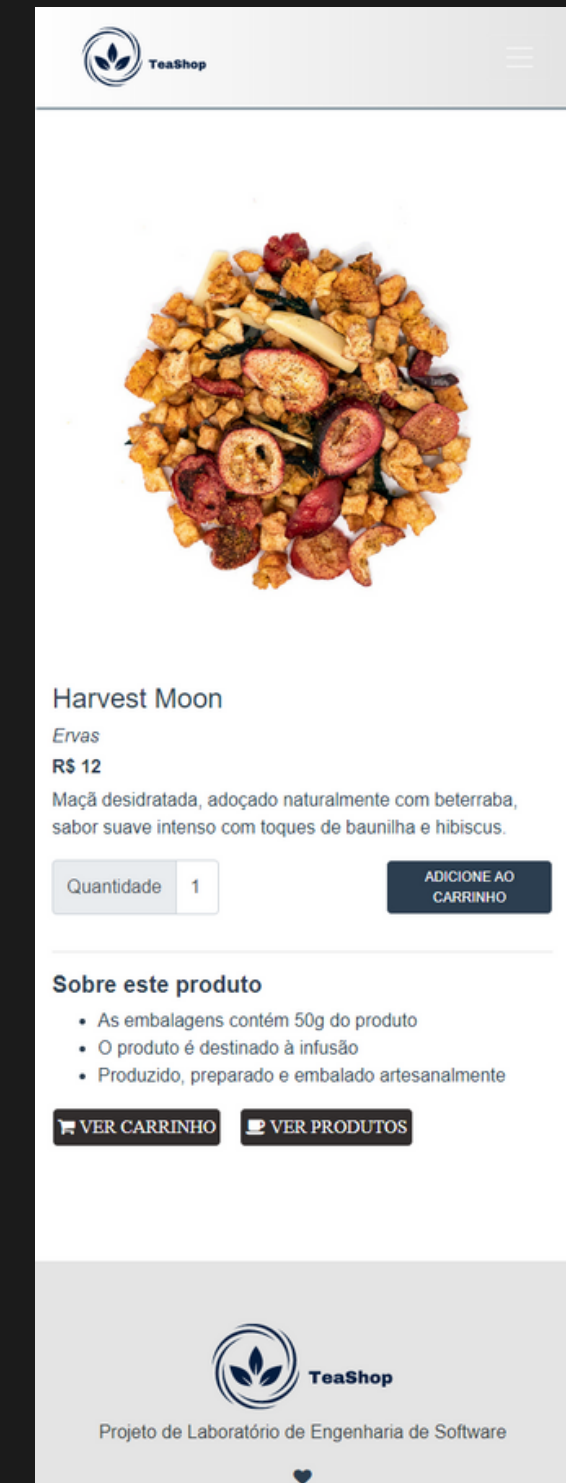 TeaShop
Harvest Moon
Ervas
R$ 12
Maçã desidratada, adoçado naturalmente com beterraba,
sabor suave intenso com toques de baunilha e hibiscus.
Quantidade 1
ADICIONE AO
CARRINHO
Sobre este produto
• As embalagens contém 50g do produto
• O produto é destinado à infusão
• Produzido, preparado e embalado artesanalmente
VER CARRINHO VER PRODUTOS
TeaShop
Projeto de Laboratório de Engenharia de Software